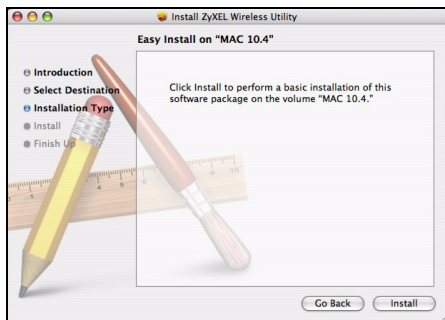 Install ZyXEL Wireless Utility
Easy Install on "MAC 10.4"
Introduction
Select Destination
Installation Type
Install
Finish Up
Click Install to perform a basic installation of this
software package on the volume "MAC 10.4."
Go Back
Install